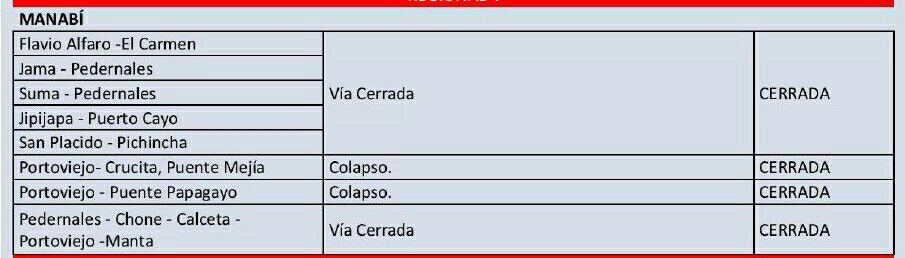 MANABÍ
Flavio Alfaro -El Carmen
Jama - Pedernales
Suma - Pedernales
Vía Cerrada
CERRADA
Jipijapa - Puerto Cayo
San Placido - Pichincha
Portoviejo- Crucita, Puente Mejía
Colapso.
CERRADA
Portoviejo - Puente Papagayo
Colapso.
CERRADA
Pedernales - Chone - Calceta -
Portoviejo -Manta
Vía Cerrada
CERRADA